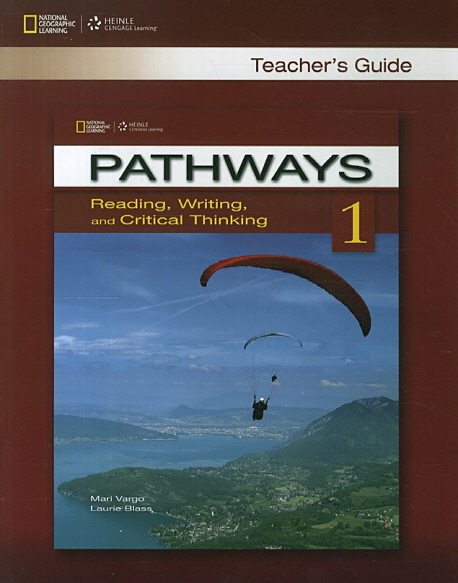 NATIONAL GEOGRAPHIC LEARNING
HEINLE
CENGAGE Learning
Teacher's Guide
NATIONAL GEOGRAPHIC LEARNING
HEINLE
CENGAGE Learning
PATHWAYS
Reading, Writing,
and Critical Thinking
1
Mari Vargo
Laurie Blass